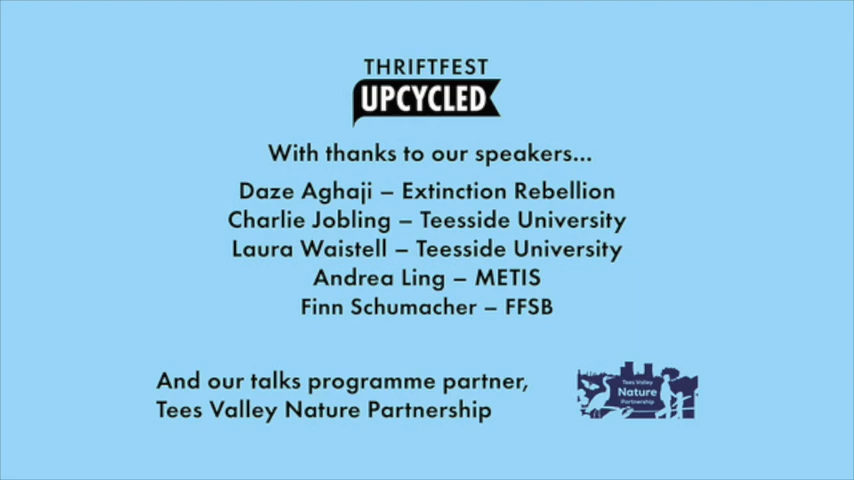 THRIFTFEST
UPCYCLED
With thanks to our speakers...
Daze Aghaji – Extinction Rebellion
Charlie Jobling – Teesside University
Laura Waistell – Teesside University
Andrea Ling – METIS
Finn Schumacher – FFSB
And our talks programme partner,
Tees Valley Nature Partnership
Tees Valley
Nature
Partnership